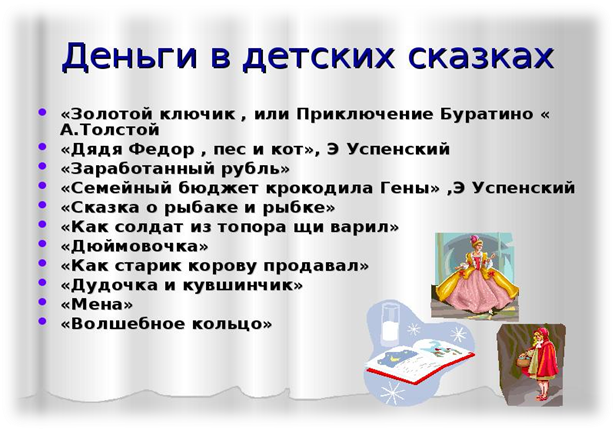 Деньги в детских сказках
«Золотой ключик , или Приключение Буратино «
А.Толстой
«Дядя Федор , пес и кот», Э Успенский
«Заработанный рубль»
«Семейный бюджет крокодила Гены» ,Э Успенский
«Сказка о рыбаке и рыбке»
«Как солдат из топора щи варил»
«Дюймовочка»
«Как старик корову продавал»
«Дудочка и кувшинчик»
«Мена»
«Волшебное кольцо»